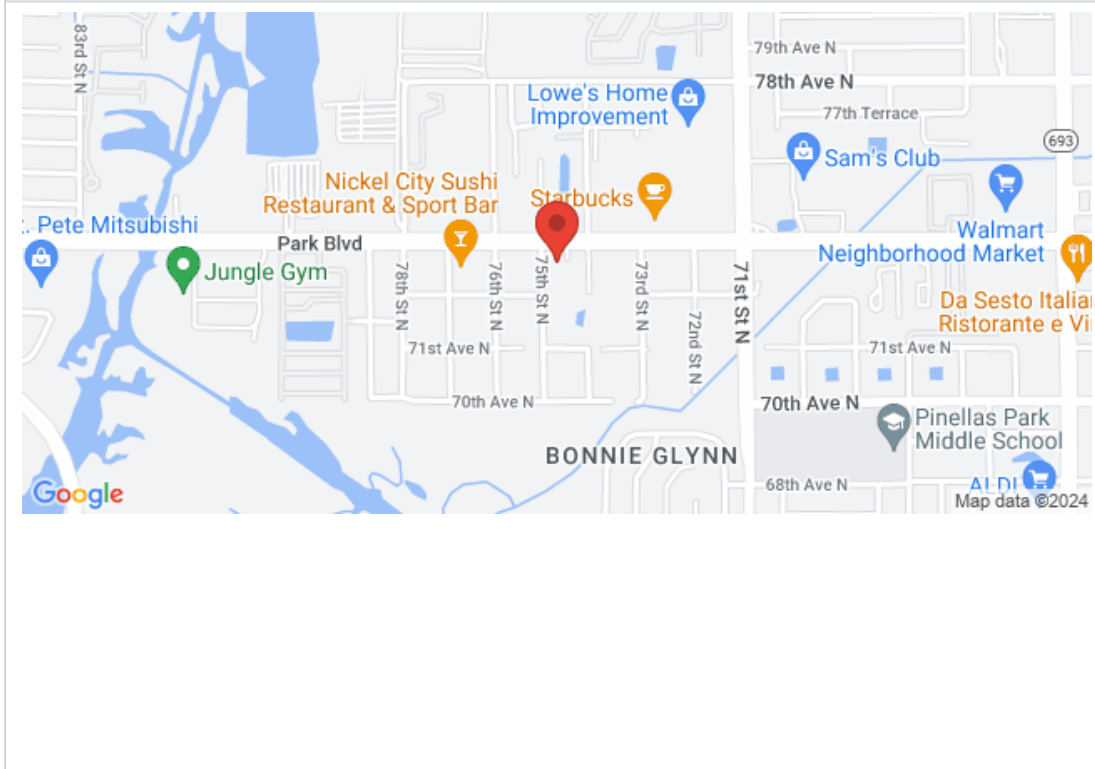 83rd St N
79th Ave N
78th Ave N
Lowe's Home
Improvement
77th Terrace
693
Sam's Club
Nickel City Sushi
Restaurant & Sport Bar
Starbucks
. Pete Mitsubishi
Walmart
Neighborhood Market
Park Blvd
Jungle Gym
78th St N
76th St N
75th St N
73rd St N
71st St N
72nd St N
Da Sesto Italia
Ristorante e Vi
71st Ave N
71st Ave N
70th Ave N
70th Ave N
Pinellas Park
Middle School
BONNIE GLYNN
68th Ave N
ALDI
Google
Map data ©2024